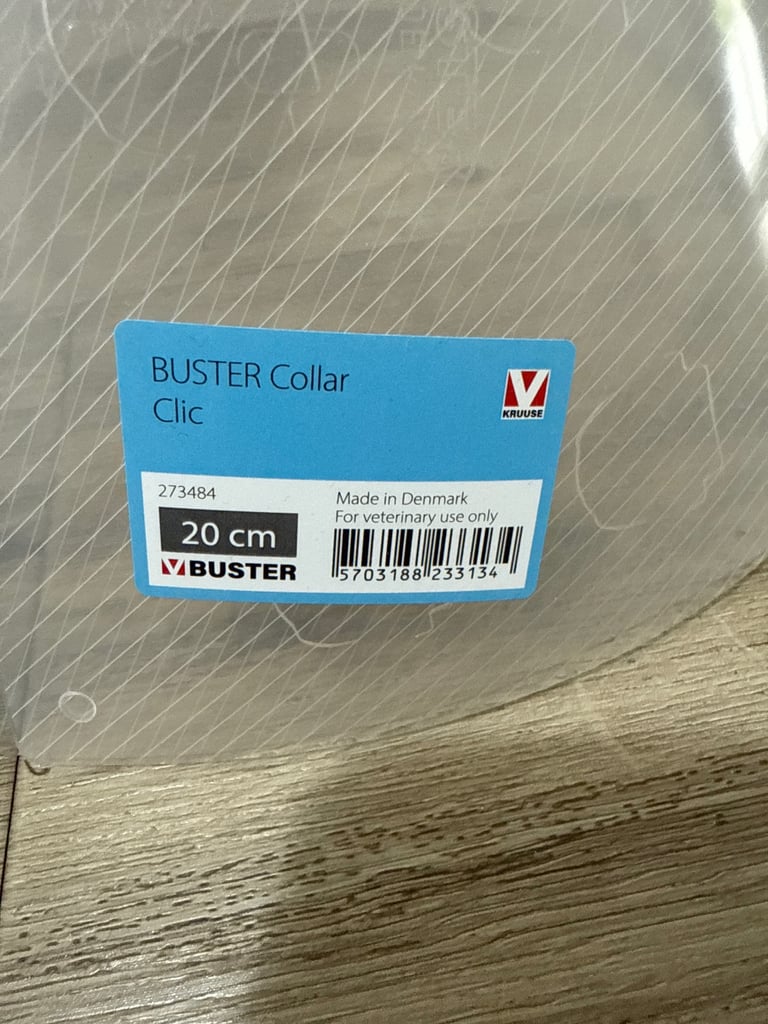 BUSTER Collar
Clic
KRUUSE
273484
20 cm
BUSTER
Made in Denmark
For veterinary use only
5703188 233134